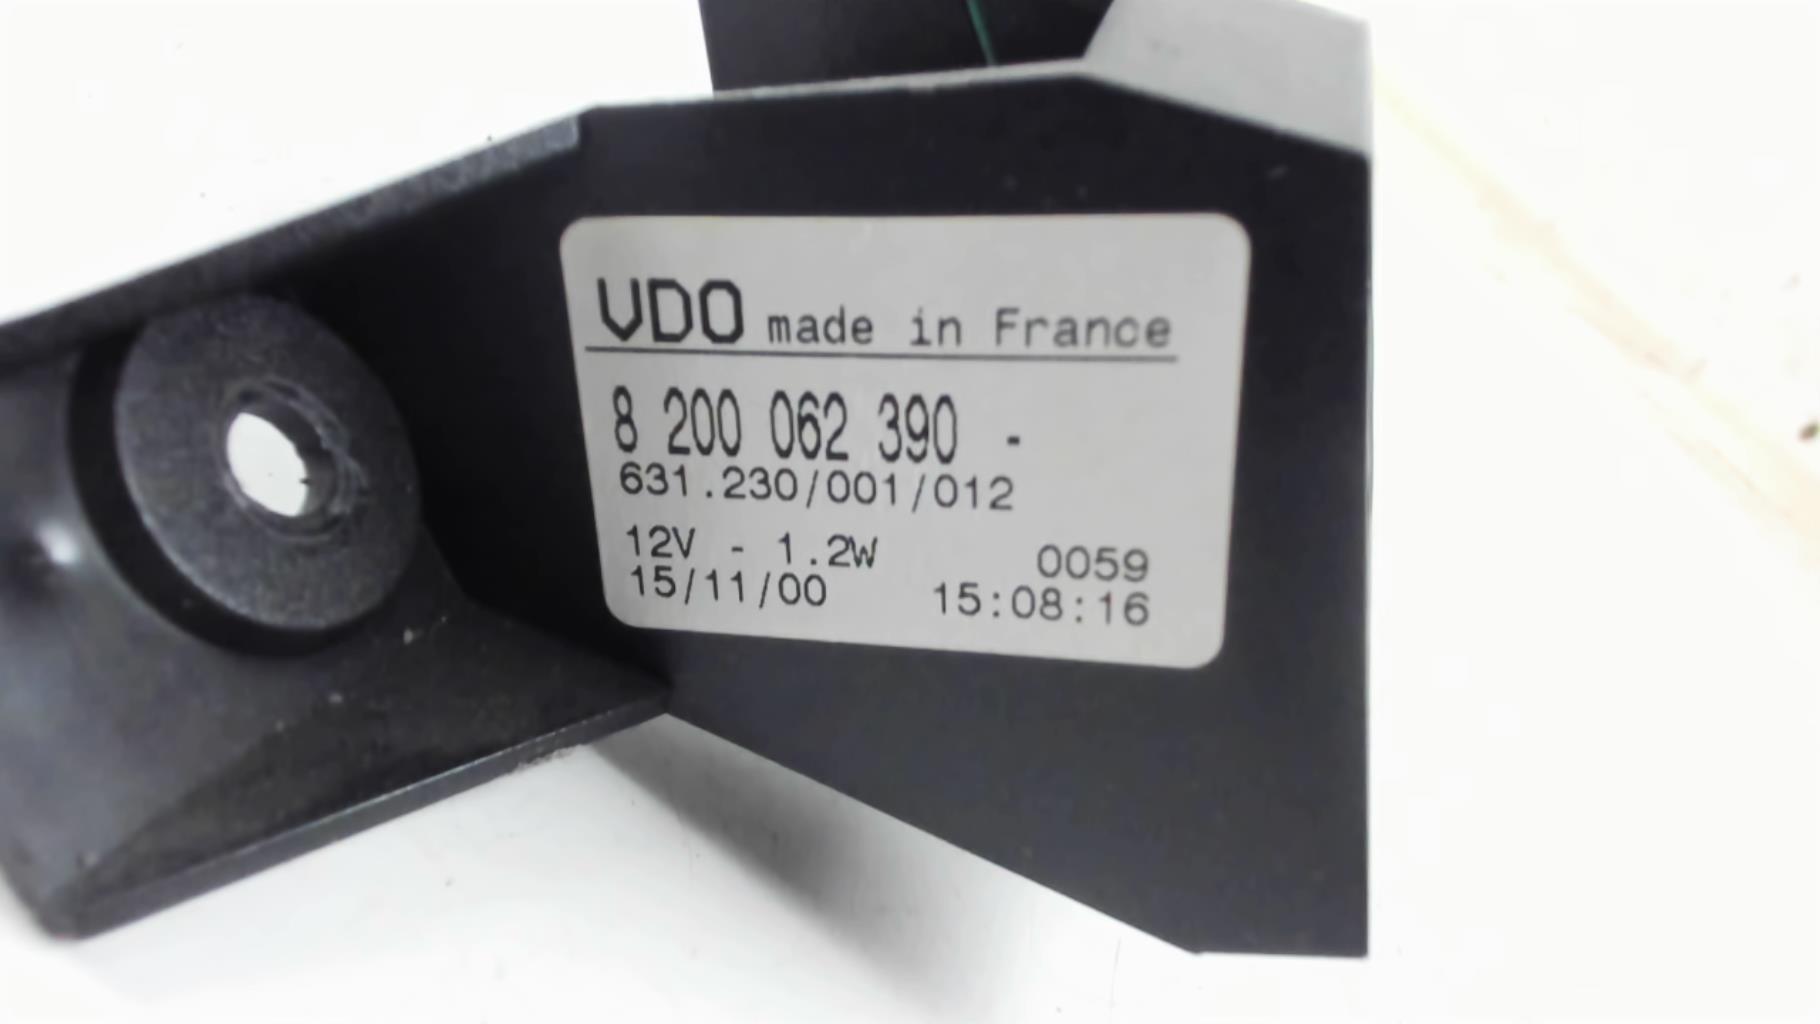 VDO made in France
8 200 062 390 -
631.230/001/012
12V - 1.2W 0059
15/11/00 15:08:16